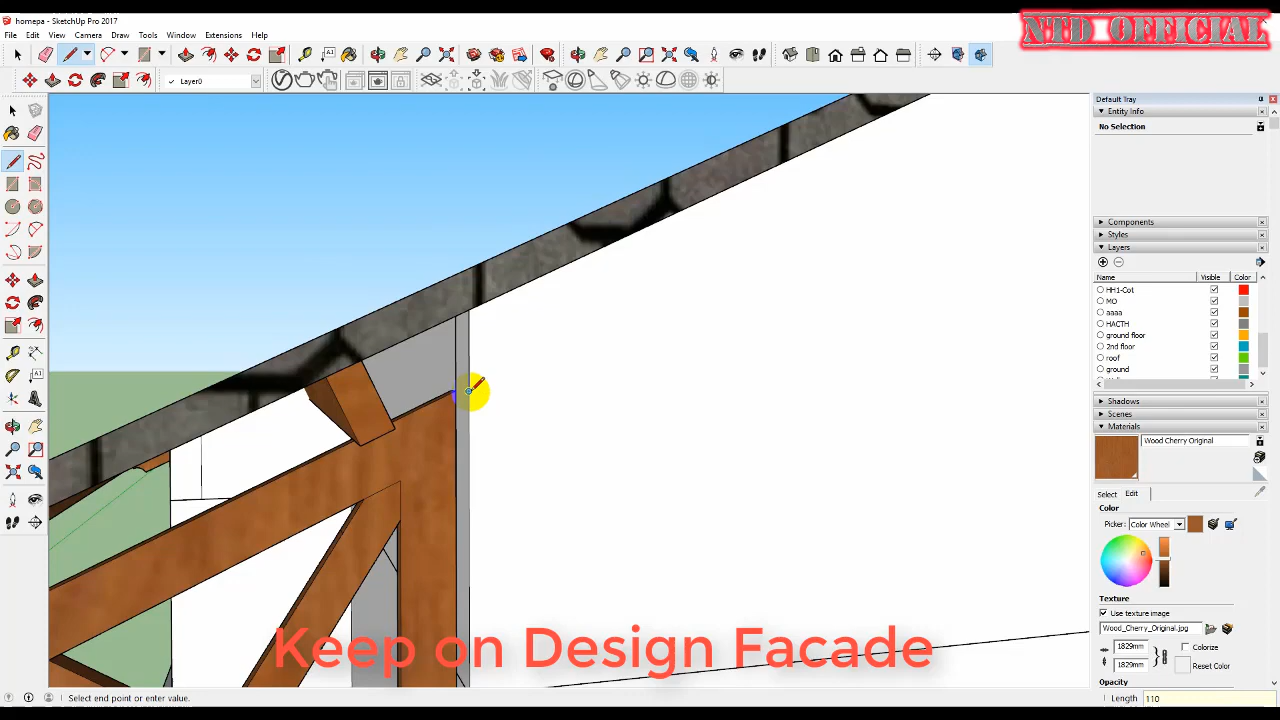 homepa - SketchUp Pro 2017
NTD_OFFICIAL
File Edit View Camera Draw Tools Window Extensions Help
Layer0
Default Tray
Entity Info
No Selection
Components
Styles
Layers
Name Visible Color
HH1-Cot
MO
aaaa
HACTH
ground floor
2nd floor
roof
ground
Shadows
Scenes
Materials
Wood Cherry Original
Select Edit
Color
Picker: Color Wheel
Texture
Use texture image
Wood_Cherry_Original.jpg
1829mm Colorize
1829mm Reset Color
Opacity
Keep on Design Facade
Select end point or enter value.
Length 110